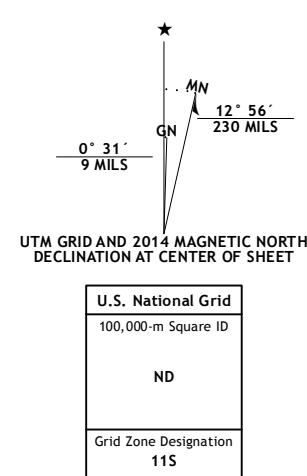 ★
MN
GN
12° 56´
230 MILS
0° 31´
9 MILS
UTM GRID AND 2014 MAGNETIC NORTH
DECLINATION AT CENTER OF SHEET
U.S. National Grid
100,000-m Square ID
ND
Grid Zone Designation
11S